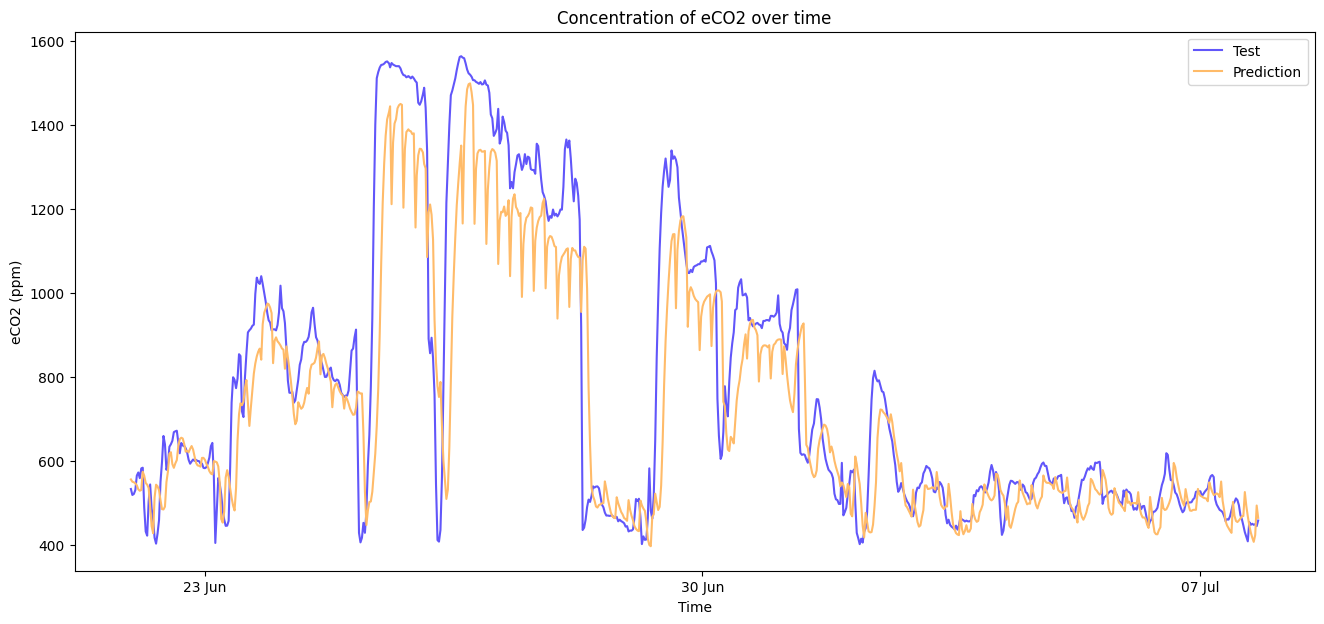 Concentration of eCO2 over time
Test
Prediction
eCO2 (ppm)
1600
1400
1200
1000
800
600
400
23 Jun
30 Jun
07 Jul
Time